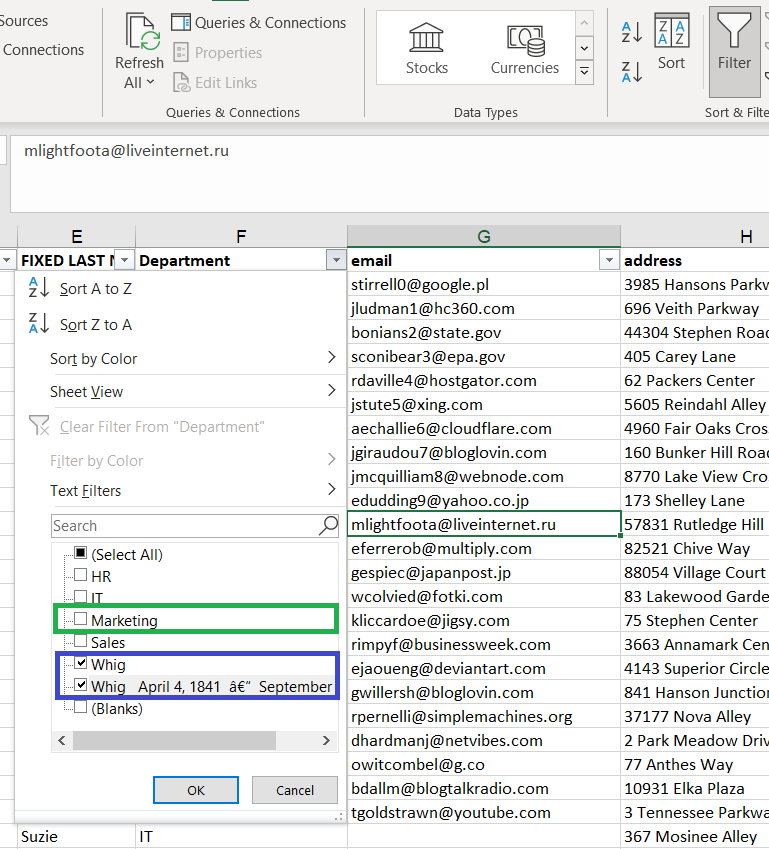 Sources
Connections
Refresh
All
Queries & Connections
Properties
Edit Links
Queries & Connections
Stocks
Currencies
Data Types
Sort
Filter
Sort & Filte
mlightfoota@liveinternet.ru
E F G H
FIXED LAST N Department email address
Sort A to Z
Sort Z to A
Sort by Color
Sheet View
Clear Filter From "Department"
Filter by Color
Text Filters
Search
(Select All)
HR
IT
Marketing
Sales
Whig
Whig April 4, 1841 â€“ September
(Blanks)
OK Cancel
stirrell0@google.pl 3985 Hansons Parkw
jludman1@hc360.com 696 Veith Parkway
bonians2@state.gov 44304 Stephen Road
sconibear3@epa.gov 405 Carey Lane
rdaville4@hostgator.com 62 Packers Center
jstute5@xing.com 5605 Reindahl Alley
aechallie6@cloudflare.com 4960 Fair Oaks Cros
jgiraudou7@bloglovin.com 160 Bunker Hill Road
jmcquilliam8@webnode.com 8770 Lake View Cro
edudding9@yahoo.co.jp 173 Shelley Lane
mlightfoota@liveinternet.ru 57831 Rutledge Hill
eferrerob@multiply.com 82521 Chive Way
gespiec@japanpost.jp 88054 Village Court
wcolvied@fotki.com 83 Lakewood Garde
kliccardoe@jigsy.com 75 Stephen Center
rimpyf@businessweek.com 3663 Annamark Cen
ejaoueng@deviantart.com 4143 Superior Circle
gwillersh@bloglovin.com 841 Hanson Junction
rpernelli@simplemachines.org 37177 Nova Alley
dhardmanj@netvibes.com 2 Park Meadow Driv
owitcombel@g.co 77 Anthes Way
bdallm@blogtalkradio.com 10931 Elka Plaza
tgoldstrawn@youtube.com 3 Tennessee Parkwa
Suzie IT 367 Mosinee Alley